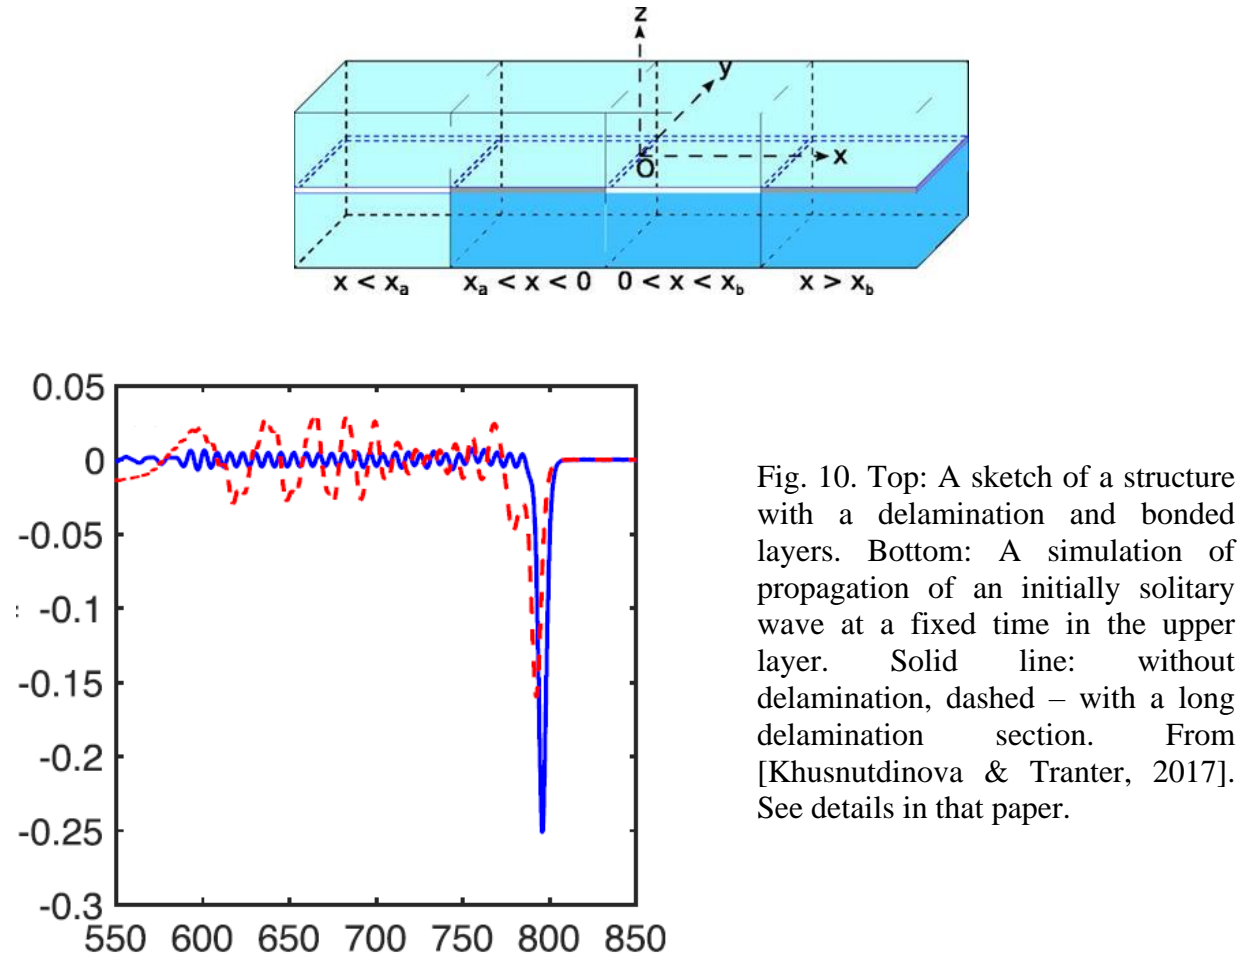 z
y
x
O
x < xₐ xₐ < x < 0 0 < x < x_b x > x_b
0.05
0
-0.05
-0.1
-0.15
-0.2
-0.25
-0.3
550 600 650 700 750 800 850
Fig. 10. Top: A sketch of a structure
with a delamination and bonded
layers. Bottom: A simulation of
propagation of an initially solitary
wave at a fixed time in the upper
layer. Solid line: without
delamination, dashed – with a long
delamination section. From
[Khusnutdinova & Tranter, 2017].
See details in that paper.